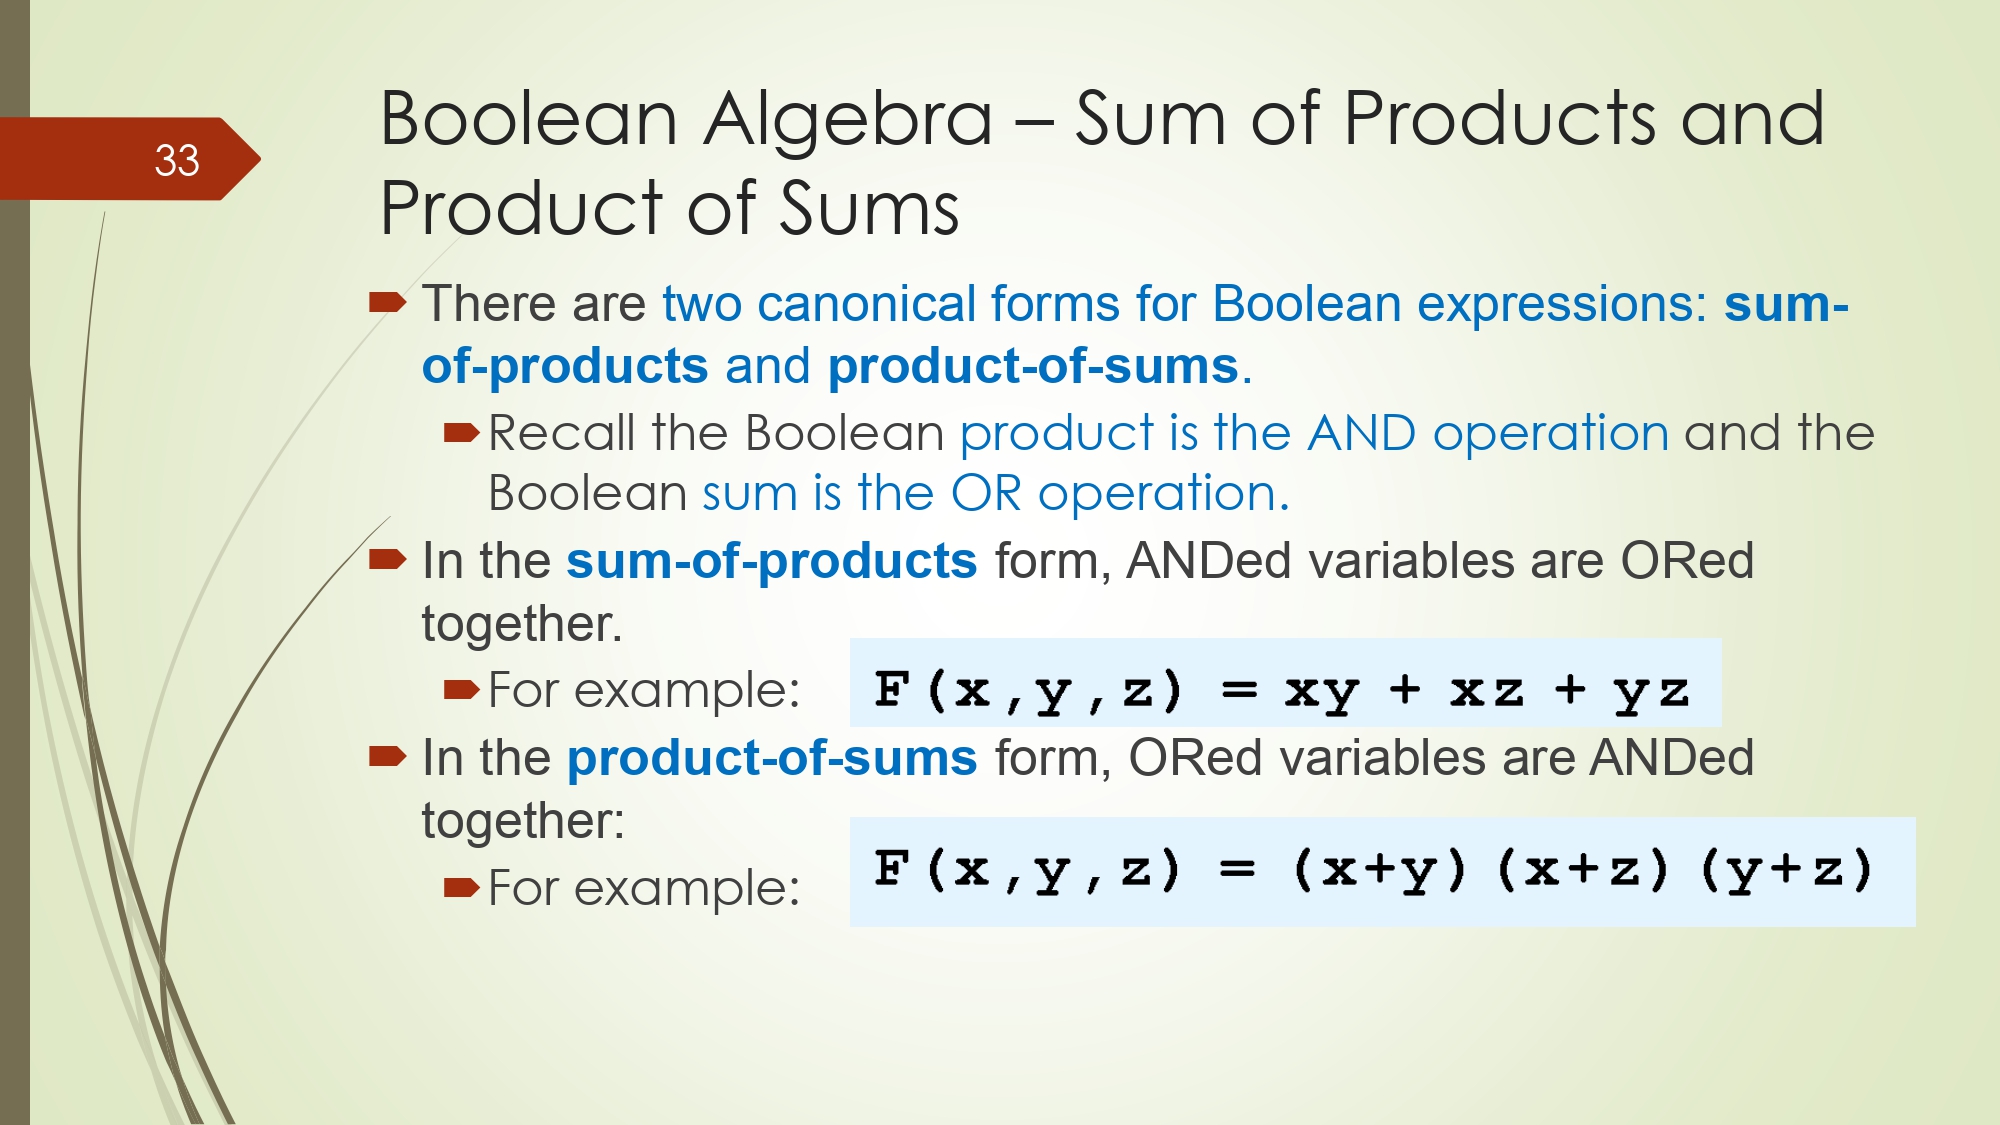 33
Boolean Algebra – Sum of Products and
Product of Sums
There are two canonical forms for Boolean expressions: sum-
of-products and product-of-sums.
Recall the Boolean product is the AND operation and the
Boolean sum is the OR operation.
In the sum-of-products form, ANDed variables are ORed
together.
For example: F(x,y,z) = xy + xz + yz
In the product-of-sums form, ORed variables are ANDed
together:
For example: F(x,y,z) = (x+y)(x+z)(y+z)